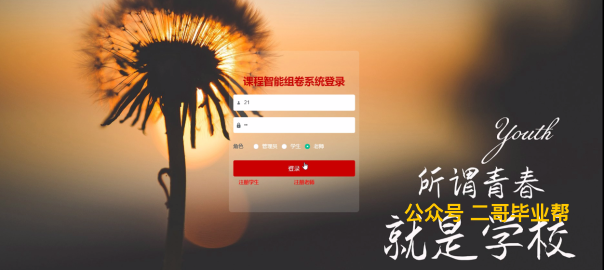 课程智能组卷系统登录
21
角色 管理员 学生 老师
登录
注册学生 注册老师
Youth
所谓青春
公众号 二哥毕业帮
就是学校